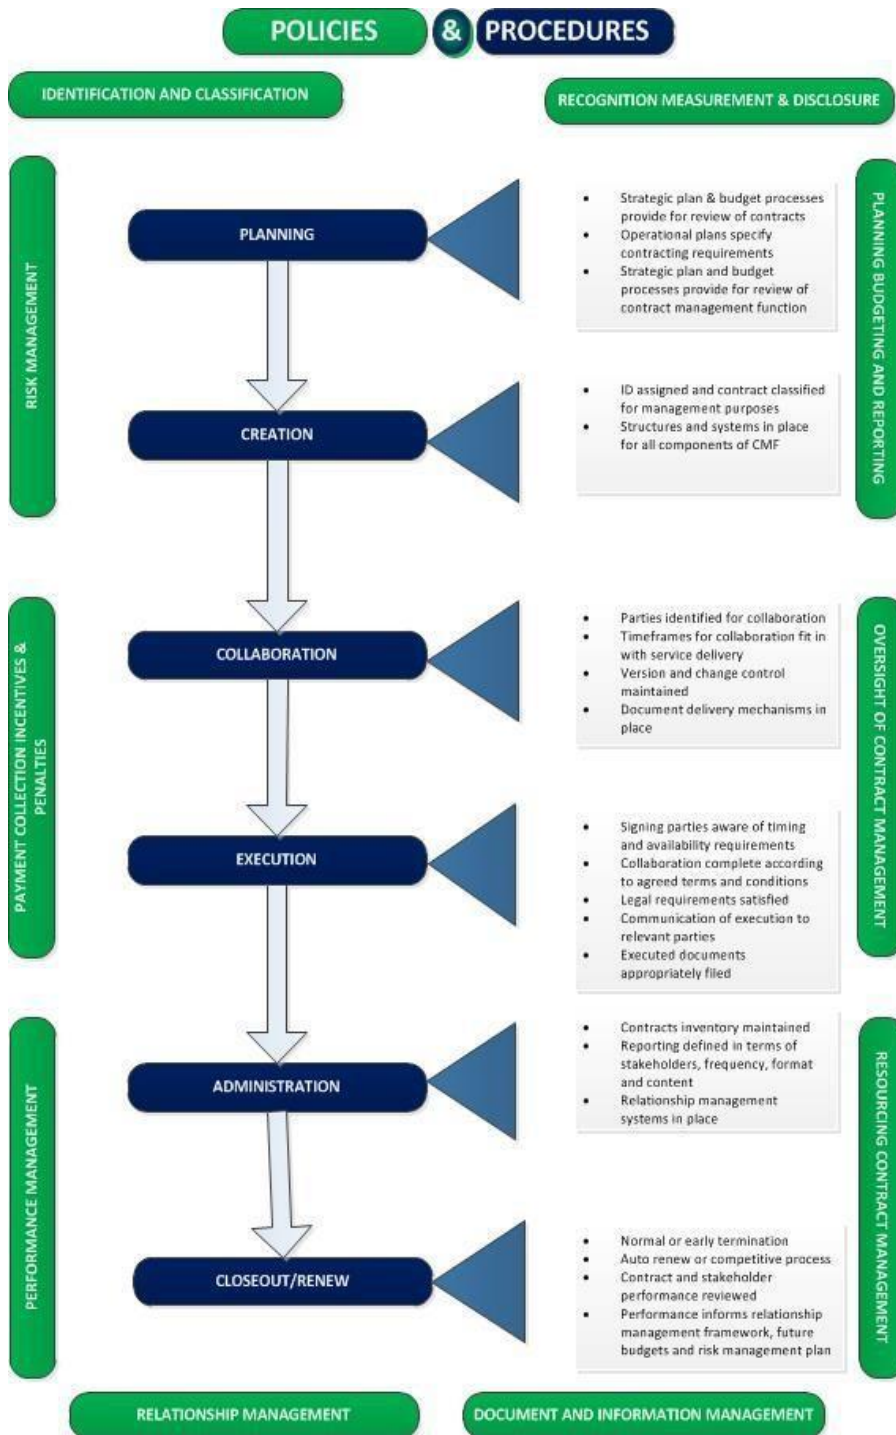 POLICIES & PROCEDURES
IDENTIFICATION AND CLASSIFICATION
RECOGNITION MEASUREMENT & DISCLOSURE
RISK MANAGEMENT
PLANNING BUDGETING AND REPORTING
PLANNING
• Strategic plan & budget processes
provide for review of contracts
• Operational plans specify
contracting requirements
• Strategic plan and budget
processes provide for review of
contract management function
CREATION
• ID assigned and contract classified
for management purposes
• Structures and systems in place
for all components of CMF
PAYMENT COLLECTION INCENTIVES &
PENALTIES
OVERSIGHT OF CONTRACT MANAGEMENT
COLLABORATION
• Parties identified for collaboration
• Timeframes for collaboration fit in
with service delivery
• Version and change control
maintained
• Document delivery mechanisms in
place
EXECUTION
• Signing parties aware of timing
and availability requirements
• Collaboration complete according
to agreed terms and conditions
• Legal requirements satisfied
• Communication of execution to
relevant parties
• Executed documents
appropriately filed
PERFORMANCE MANAGEMENT
RESOURCING CONTRACT MANAGEMENT
ADMINISTRATION
• Contracts inventory maintained
• Reporting defined in terms of
stakeholders, frequency, format
and content
• Relationship management
systems in place
CLOSEOUT/RENEW
• Normal or early termination
• Auto renew or competitive process
• Contract and stakeholder
performance reviewed
• Performance informs relationship
management framework, future
budgets and risk management plan
RELATIONSHIP MANAGEMENT
DOCUMENT AND INFORMATION MANAGEMENT